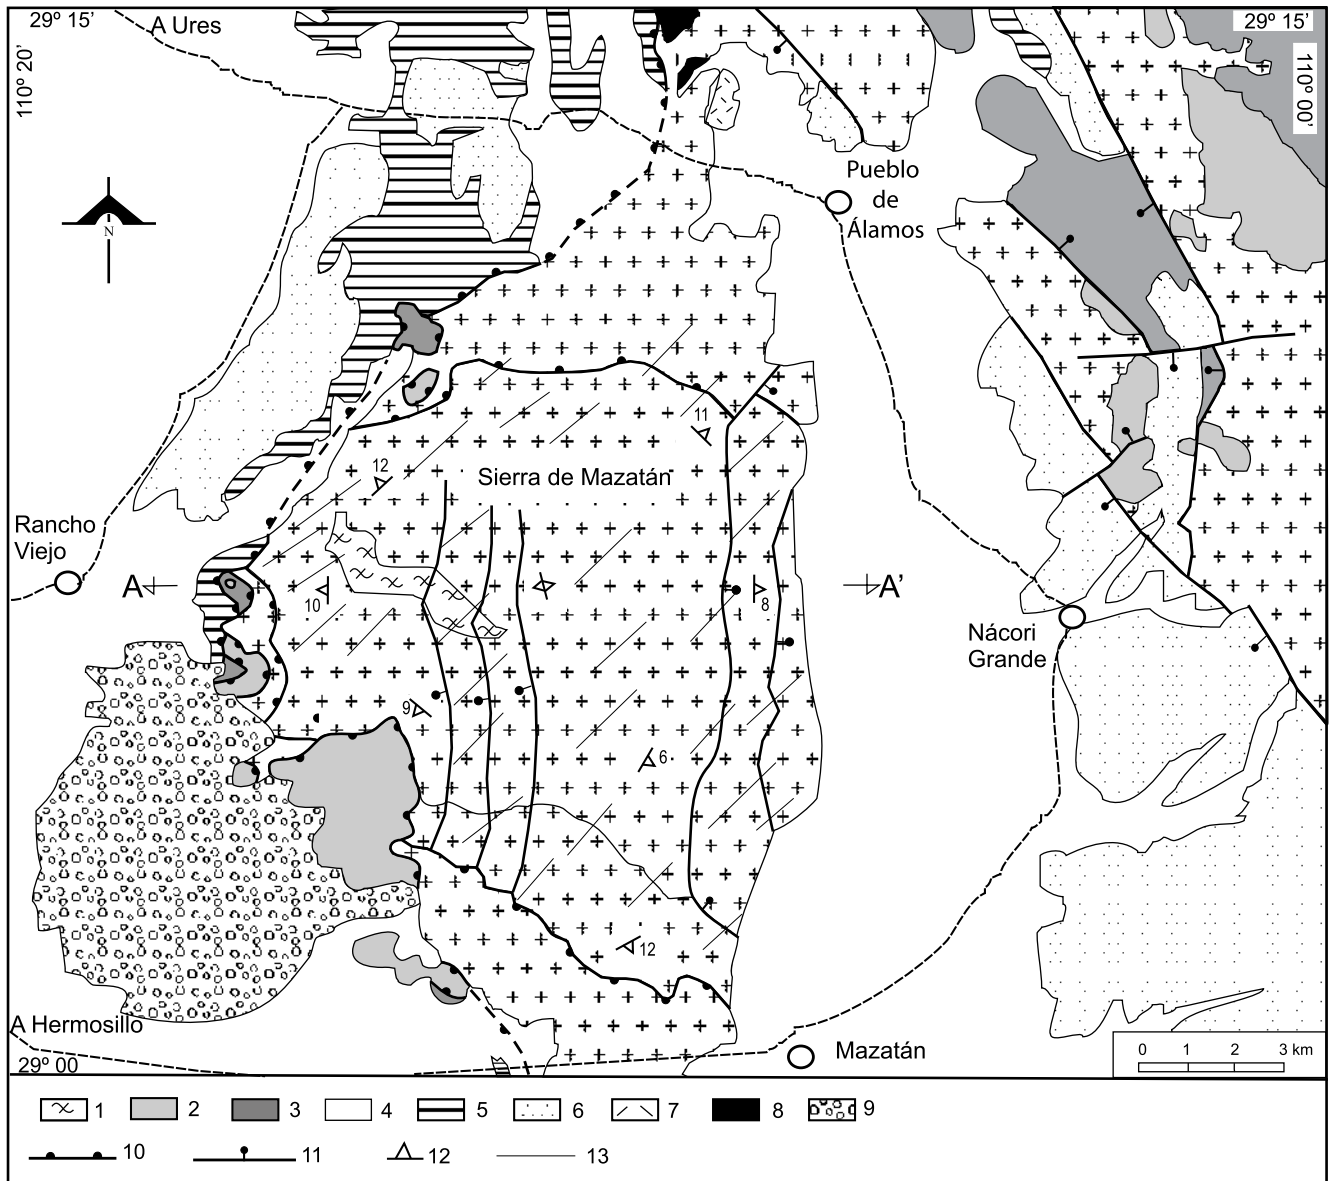 29º 15'
A Ures
29º 15'
110º 20'
110º 00'
N
Pueblo
de
Álamos
11
12
Sierra de Mazatán
Rancho
Viejo
A
10
8
A'
Nácori
Grande
9
6
12
A Hermosillo
29º 00
Mazatán
0 1 2 3 km
1 2 3 4 5 6 7 8 9
10 11 12 13